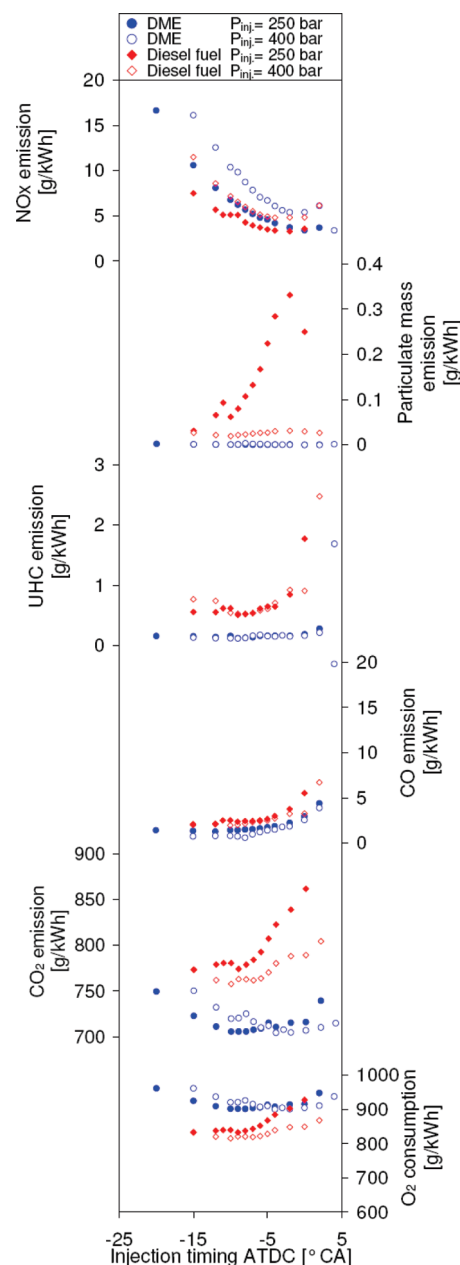 DME P_inj.= 250 bar
DME P_inj.= 400 bar
Diesel fuel P_inj.= 250 bar
Diesel fuel P_inj.= 400 bar
20
15
10
5
0
NOx emission
[g/kWh]
0.4
0.3
0.2
0.1
0
Particulate mass
emission
[g/kWh]
3
2
1
0
UHC emission
[g/kWh]
20
15
10
5
0
CO emission
[g/kWh]
900
850
800
750
700
CO₂ emission
[g/kWh]
1000
900
800
700
600
O₂ consumption
[g/kWh]
-25 -15 -5 5
Injection timing ATDC [°CA]